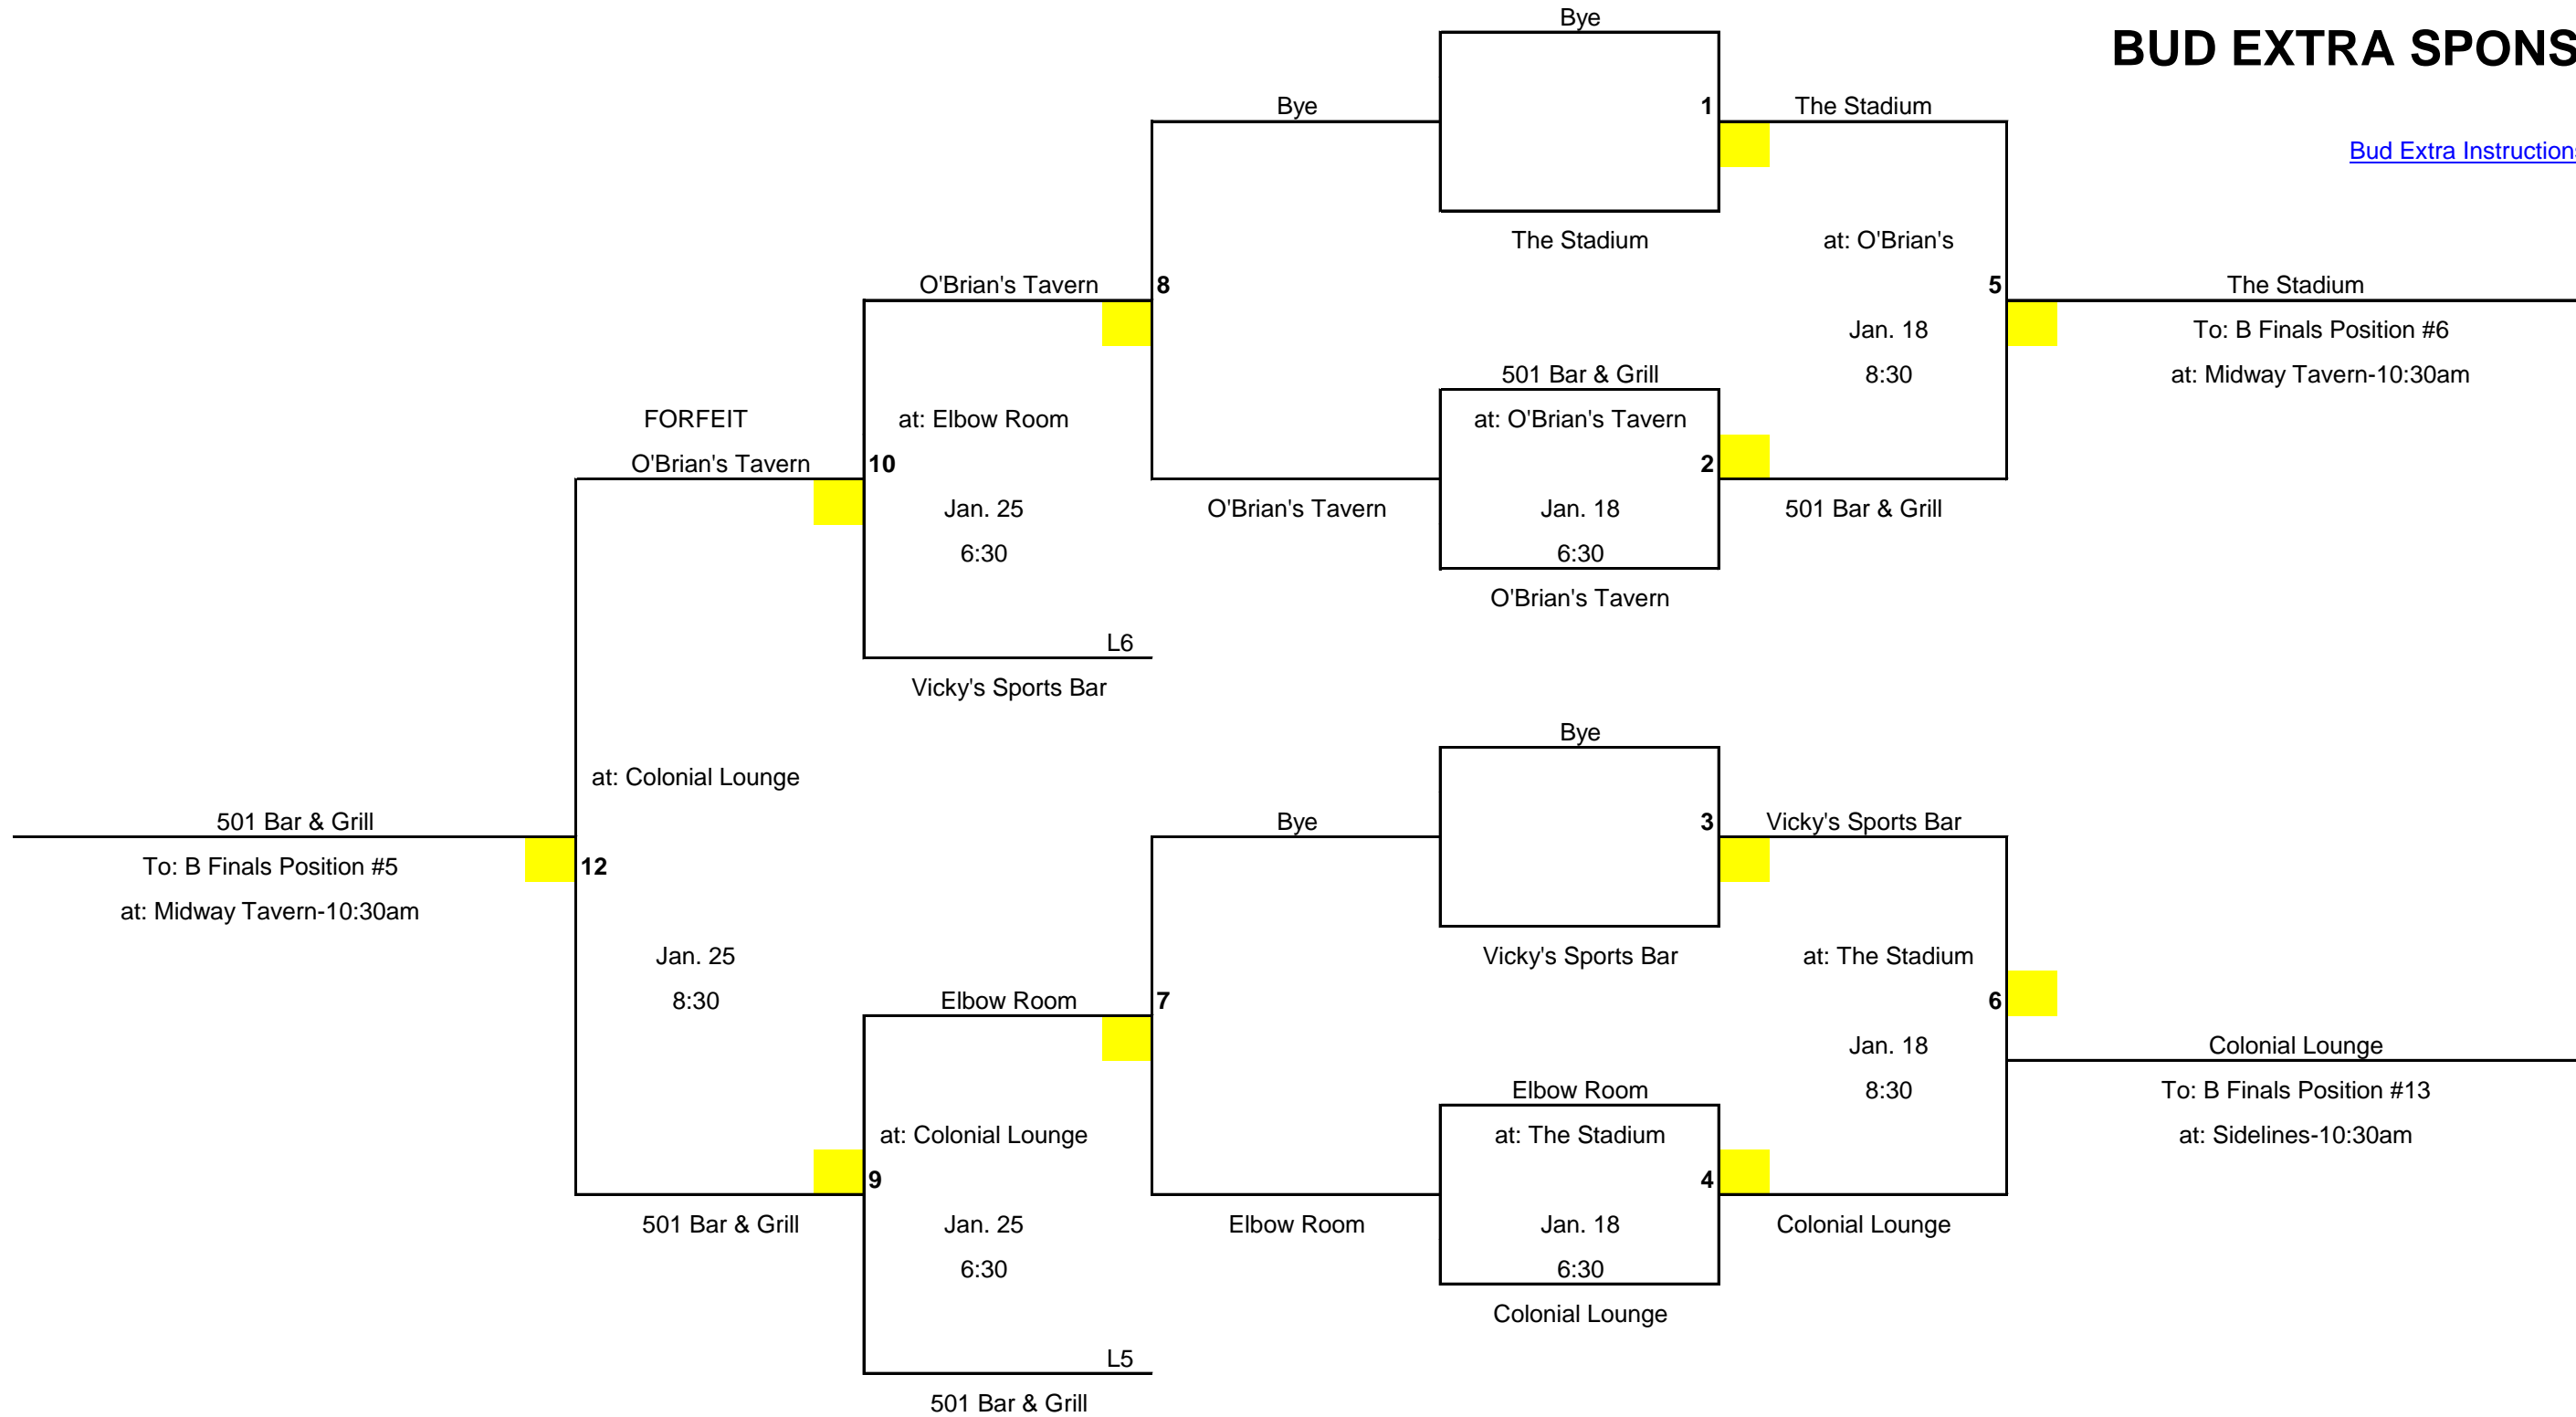 Bye
BUD EXTRA SPONS
Bye
1
The Stadium
Bud Extra Instructions
The Stadium
at: O'Brian's
O'Brian's Tavern
8
5
The Stadium
Jan. 18
To: B Finals Position #6
501 Bar & Grill
8:30
at: Midway Tavern-10:30am
FORFEIT
at: Elbow Room
at: O'Brian's Tavern
O'Brian's Tavern
10
2
Jan. 25
O'Brian's Tavern
Jan. 18
501 Bar & Grill
6:30
6:30
O'Brian's Tavern
L6
Vicky's Sports Bar
Bye
at: Colonial Lounge
501 Bar & Grill
Bye
3
Vicky's Sports Bar
To: B Finals Position #5
12
at: Midway Tavern-10:30am
Jan. 25
Vicky's Sports Bar
at: The Stadium
8:30
Elbow Room
7
6
Jan. 18
Colonial Lounge
Elbow Room
8:30
To: B Finals Position #13
at: Colonial Lounge
at: The Stadium
at: Sidelines-10:30am
9
4
501 Bar & Grill
Jan. 25
Elbow Room
Jan. 18
Colonial Lounge
6:30
6:30
Colonial Lounge
L5
501 Bar & Grill